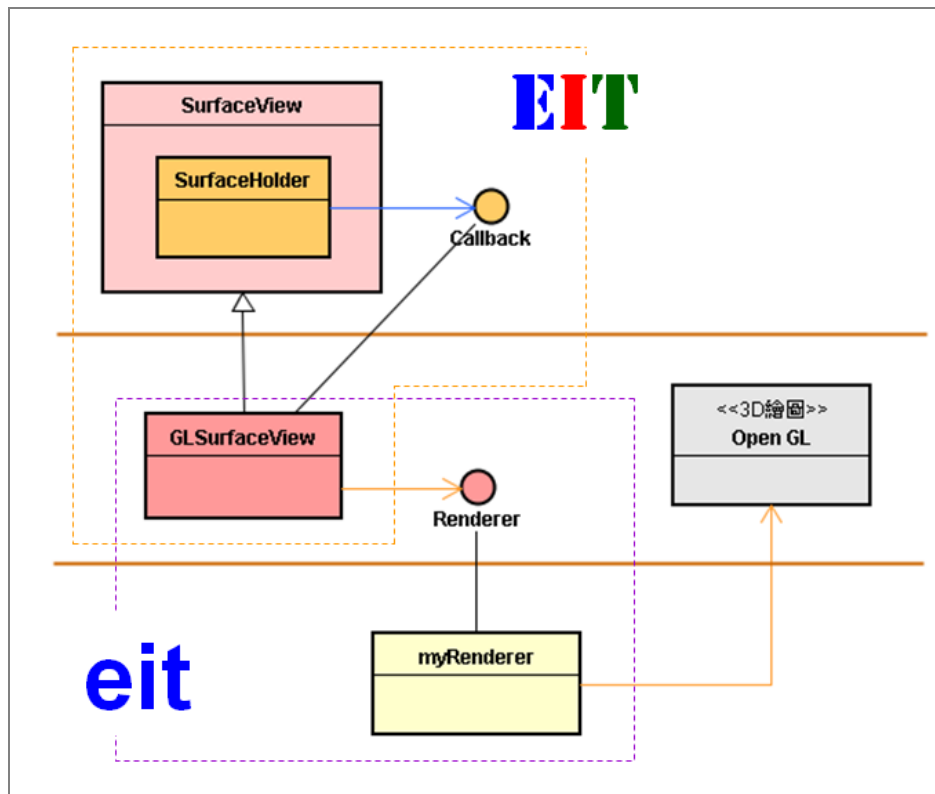 EIT
SurfaceView
SurfaceHolder
Callback
GLSurfaceView
<<3D繪圖>>
Open GL
Renderer
eit
myRenderer